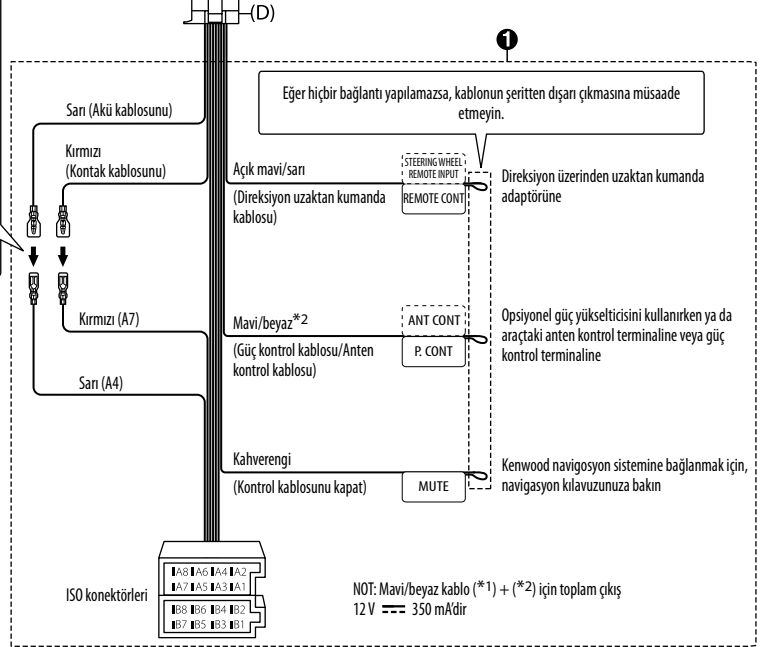 (D)
1
Eğer hiçbir bağlantı yapılamazsa, kablonun şeritten dışarı çıkmasına müsaade
etmeyin.
Sarı (Akü kablosunu)
Kırmızı
(Kontak kablosunu)
Açık mavi/sarı
(Direksiyon uzaktan kumanda
kablosu)
STEERING WHEEL
REMOTE INPUT
REMOTE CONT
Direksiyon üzerinden uzaktan kumanda
adaptörüne
Kırmızı (A7)
Sarı (A4)
Mavi/beyaz*2
(Güç kontrol kablosu/Anten
kontrol kablosu)
ANT CONT
P. CONT
Opsiyonel güç yükselticisini kullanırken ya da
araçtaki anten kontrol terminaline veya güç
kontrol terminaline
Kahverengi
(Kontrol kablosunu kapat)
MUTE
Kenwood navigosyon sistemine bağlanmak için,
navigasyon kılavuzunuza bakın
ISO konektörleri
A8 A6 A4 A2
A7 A5 A3 A1
B8 B6 B4 B2
B7 B5 B3 B1
NOT: Mavi/beyaz kablo (*1) + (*2) için toplam çıkış
12 V ⎓ 350 mA'dir